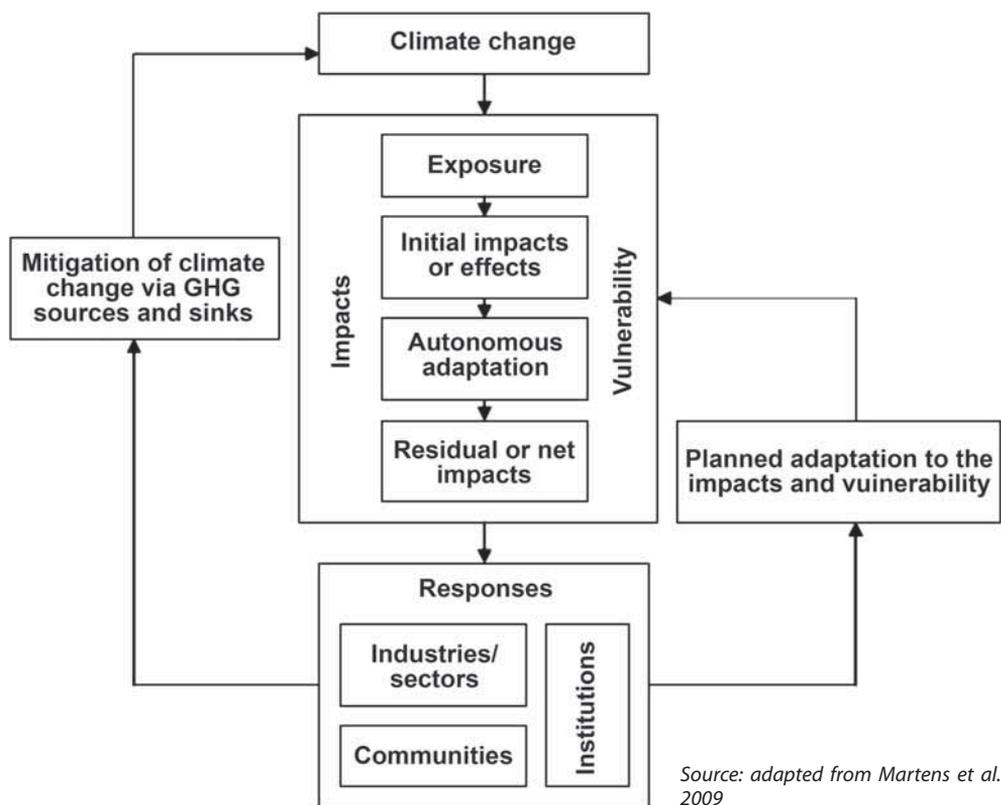 Climate change
Exposure
Initial impacts
or effects
Autonomous
adaptation
Residual or net
impacts
Impacts
Vulnerability
Mitigation of climate
change via GHG
sources and sinks
Planned adaptation to the
impacts and vuinerability
Responses
Industries/
sectors
Communities
Institutions
Source: adapted from Martens et al.
2009